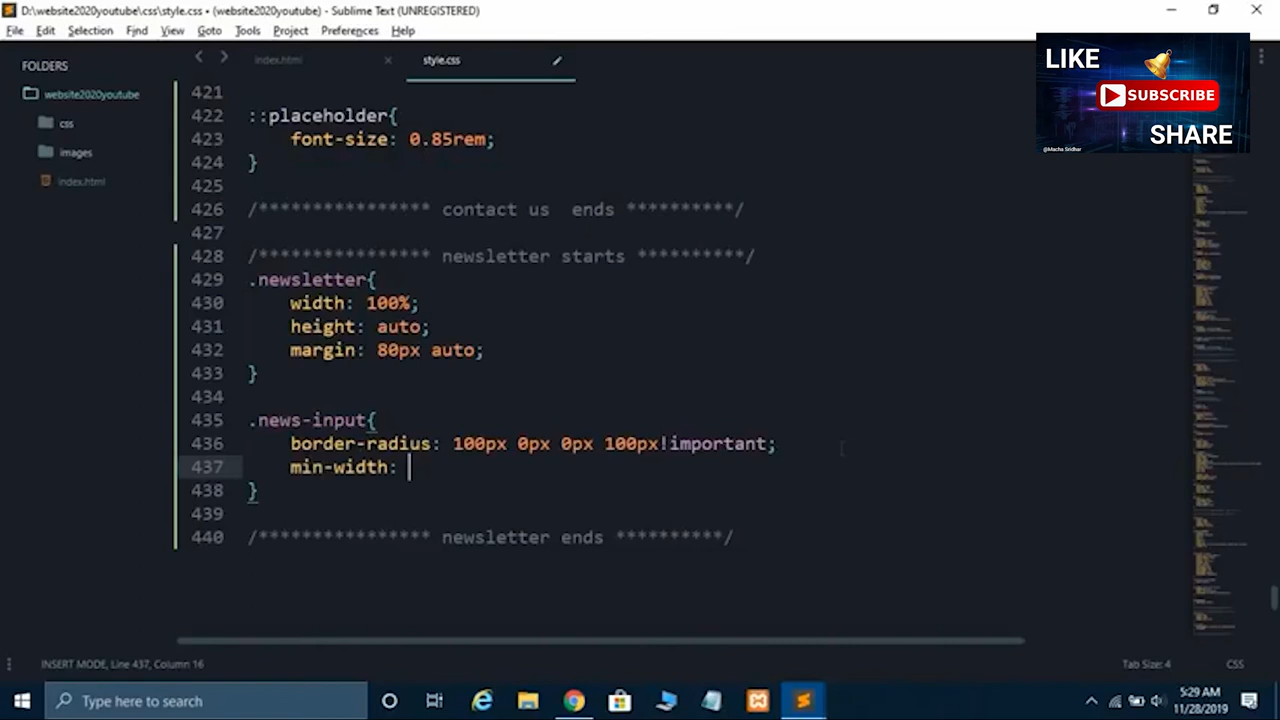 D:\website2020youtube\css\style.css • (website2020youtube) - Sublime Text (UNREGISTERED)
File Edit Selection Find View Goto Tools Project Preferences Help
FOLDERS
website2020youtube
css
images
index.html
index.html
style.css
LIKE
SUBSCRIBE
SHARE
@Macha Sridhar
421
422 ::placeholder{
423 font-size: 0.85rem;
424 }
425
426 /**************** contact us  ends **********/
427
428 /**************** newsletter starts **********/
429 .newsletter{
430 width: 100%;
431 height: auto;
432 margin: 80px auto;
433 }
434
435 .news-input{
436 border-radius: 100px 0px 0px 100px!important;
437 min-width:
438 }
439
440 /**************** newsletter ends **********/
INSERT MODE, Line 437, Column 16
Tab Size: 4
CSS
Type here to search
5:29 AM
11/28/2019